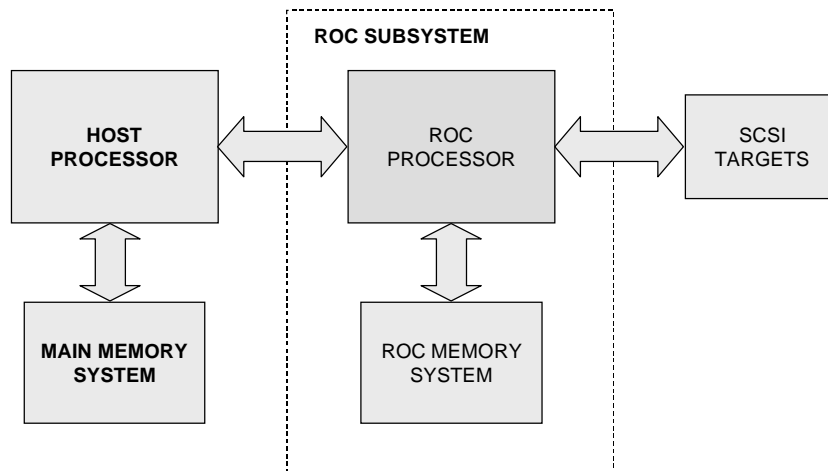 ROC SUBSYSTEM
HOST
PROCESSOR
ROC
PROCESSOR
SCSI
TARGETS
MAIN MEMORY
SYSTEM
ROC MEMORY
SYSTEM